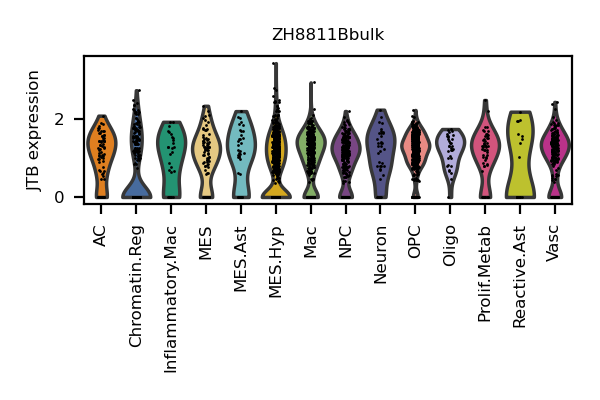 ZH8811Bbulk
JTB expression
2
0
AC
Chromatin.Reg
Inflammatory.Mac
MES
MES.Ast
MES.Hyp
Mac
NPC
Neuron
OPC
Oligo
Prolif.Metab
Reactive.Ast
Vasc